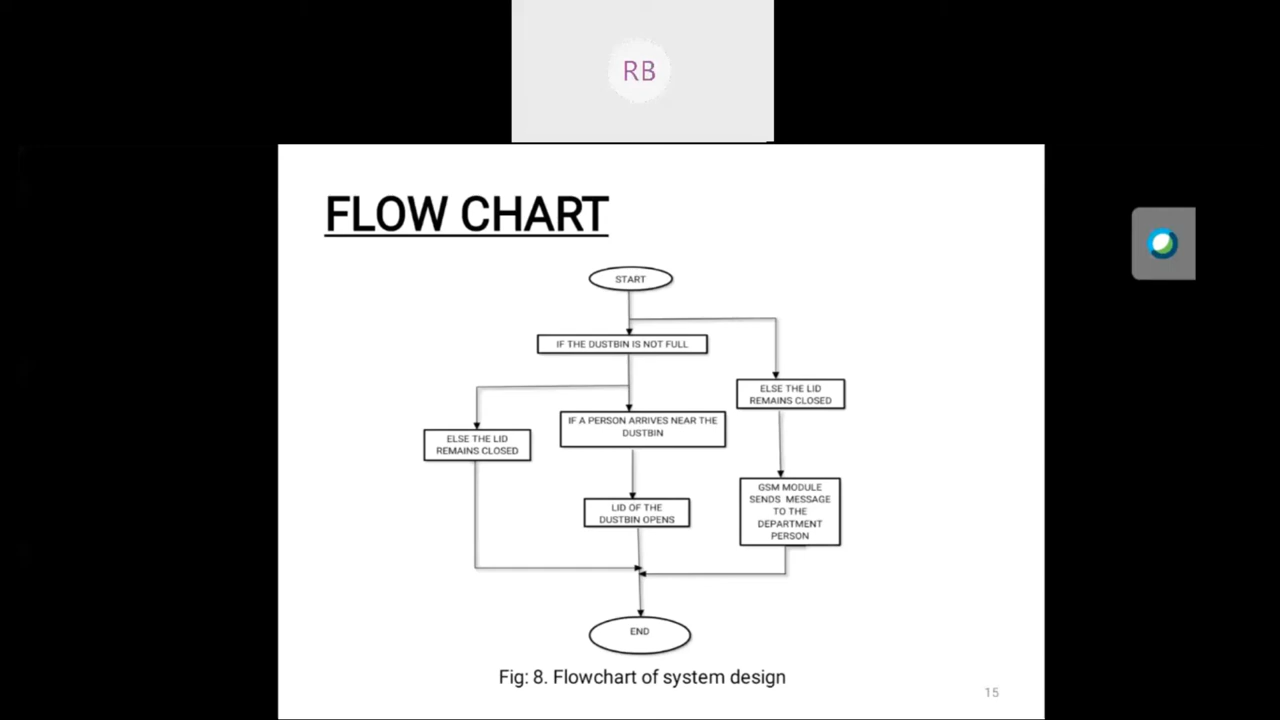 RB
FLOW CHART
START
IF THE DUSTBIN IS NOT FULL
ELSE THE LID
REMAINS CLOSED
IF A PERSON ARRIVES NEAR THE
DUSTBIN
ELSE THE LID
REMAINS CLOSED
LID OF THE
DUSTBIN OPENS
GSM MODULE
SENDS MESSAGE
TO THE
DEPARTMENT
PERSON
END
Fig: 8. Flowchart of system design
15